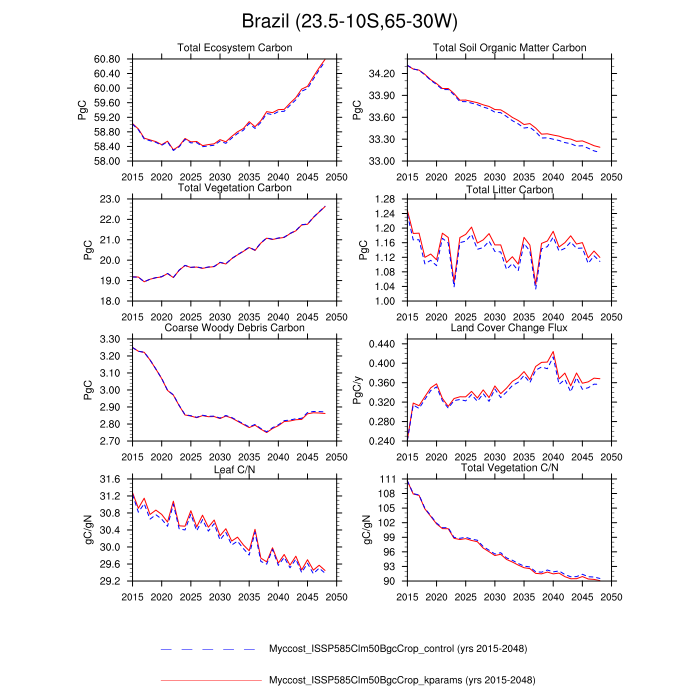 Brazil (23.5-10S,65-30W)
Total Ecosystem Carbon
PgC
60.80
60.40
60.00
59.60
59.20
58.80
58.40
58.00
2015 2020 2025 2030 2035 2040 2045 2050
Total Soil Organic Matter Carbon
PgC
34.20
33.80
33.60
33.00
2015 2020 2025 2030 2035 2040 2045 2050
Total Vegetation Carbon
PgC
23.0
22.0
21.0
20.0
19.0
18.0
2015 2020 2025 2030 2035 2040 2045 2050
Total Litter Carbon
PgC
1.28
1.24
1.20
1.16
1.12
1.08
1.04
1.00
2015 2020 2025 2030 2035 2040 2045 2050
Coarse Woody Debris Carbon
PgC
3.30
3.20
3.10
3.00
2.90
2.80
2.70
2015 2020 2025 2030 2035 2040 2045 2050
Land Cover Change Flux
PgC/y
0.440
0.400
0.360
0.320
0.280
0.240
2015 2020 2025 2030 2035 2040 2045 2050
Leaf C/N
gC/gN
31.6
31.2
30.8
30.4
30.0
29.6
29.2
2015 2020 2025 2030 2035 2040 2045 2050
Total Vegetation C/N
gC/gN
111
108
105
102
99
96
93
90
2015 2020 2025 2030 2035 2040 2045 2050
Myccost_ISSP585Clm50BgcCrop_control (yrs 2015-2048)
Myccost_ISSP585Clm50BgcCrop_kparams (yrs 2015-2048)